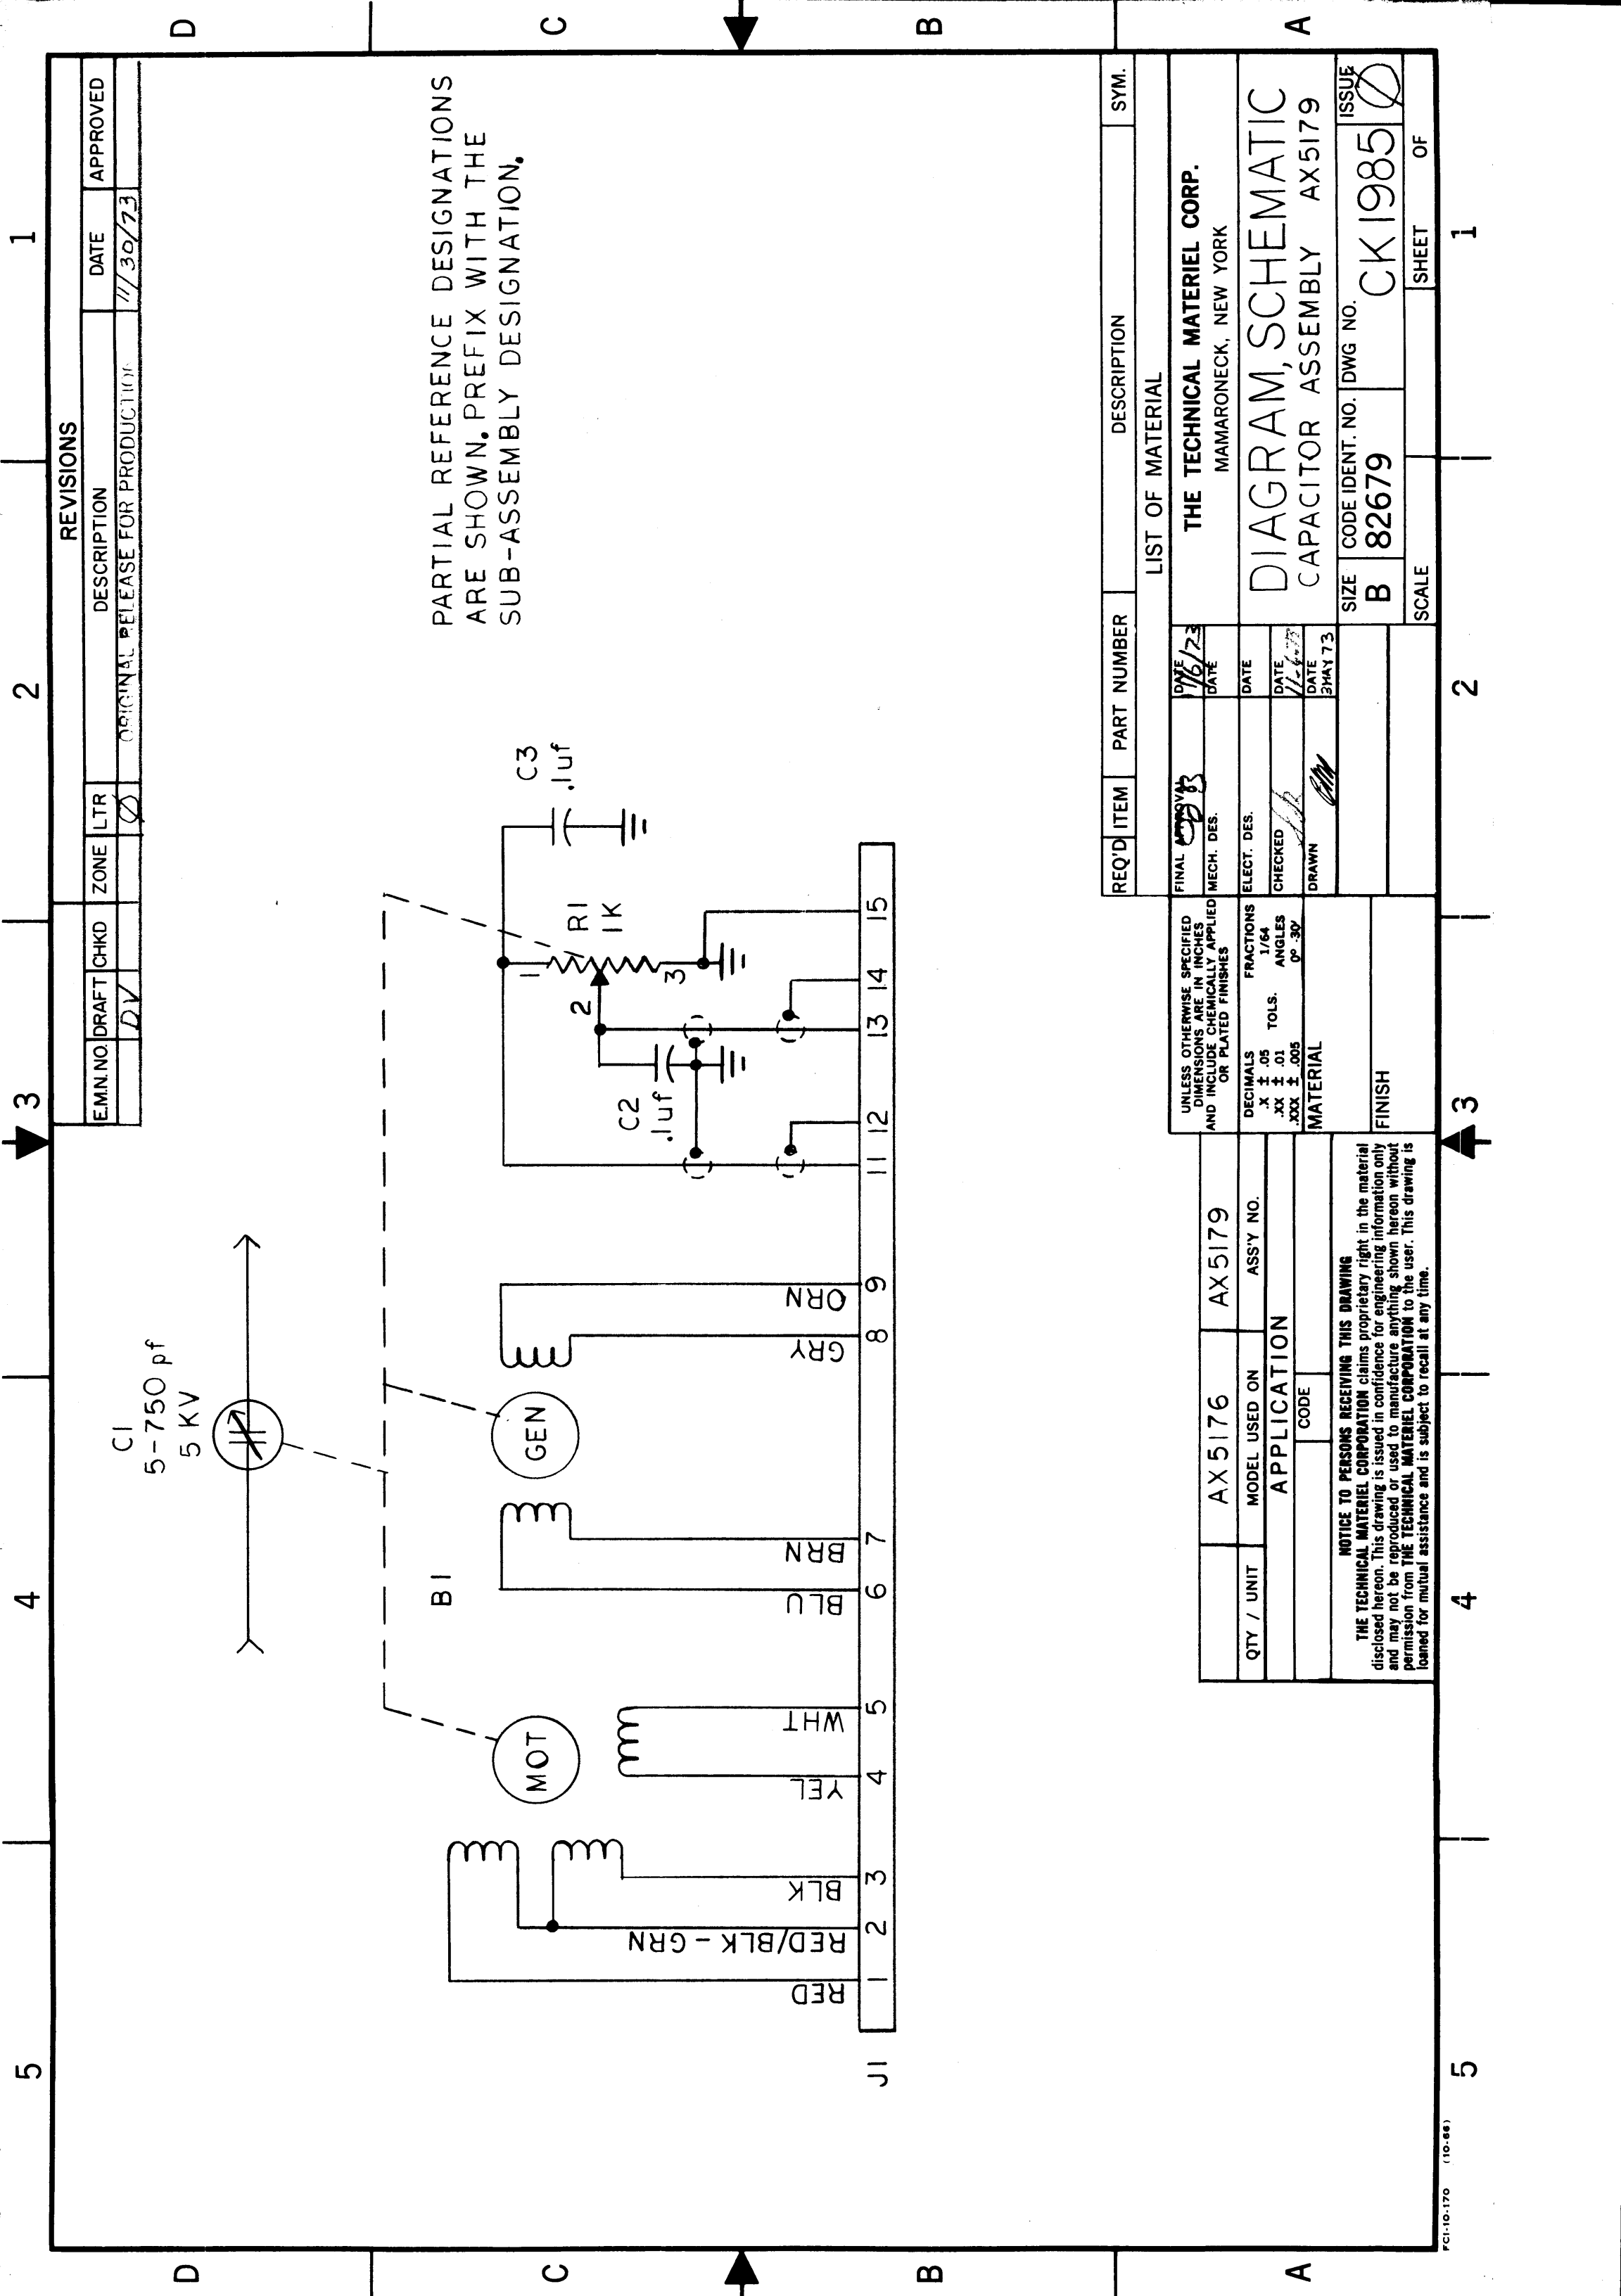 5
4
3
2
1
D
C
B
A
REVISIONS
E.M.N. NO. DRAFT CHKD ZONE LTR DESCRIPTION DATE APPROVED
DV Ø ORIGINAL RELEASE FOR PRODUCTION 11/30/73
PARTIAL REFERENCE DESIGNATIONS
ARE SHOWN. PREFIX WITH THE
SUB-ASSEMBLY DESIGNATION.
C1
5-750 pf
5 KV
B1
MOT
GEN
R1
1K
1
2
3
C2
.1uf
C3
.1uf
RED
RED/BLK - GRN
BLK
YEL
WHT
BLU
BRN
GRY
ORN
J1
1 2 3 4 5 6 7 8 9 11 12 13 14 15
REQ'D ITEM PART NUMBER DESCRIPTION SYM.
LIST OF MATERIAL
AX5176 AX5179
QTY / UNIT MODEL USED ON ASS'Y NO.
APPLICATION
CODE
NOTICE TO PERSONS RECEIVING THIS DRAWING
THE TECHNICAL MATERIEL CORPORATION claims proprietary right in the material
disclosed hereon. This drawing is issued in confidence for engineering information only
and may not be reproduced or used to manufacture anything shown hereon without
permission from THE TECHNICAL MATERIEL CORPORATION to the user. This drawing is
loaned for mutual assistance and is subject to recall at any time.
UNLESS OTHERWISE SPECIFIED
DIMENSIONS ARE IN INCHES
AND INCLUDE CHEMICALLY APPLIED
OR PLATED FINISHES
DECIMALS FRACTIONS
.X ± .05 1/64
TOLS.
.XX ± .01 ANGLES
.XXX ± .005 0° -30'
MATERIAL
FINISH
FINAL APPROVAL DATE 11/6/73
MECH. DES. DATE
ELECT. DES. DATE
CHECKED DATE 11-6-73
DRAWN DATE 3MAY73
THE TECHNICAL MATERIEL CORP.
MAMARONECK, NEW YORK
DIAGRAM, SCHEMATIC
CAPACITOR ASSEMBLY AX5179
SIZE CODE IDENT. NO. DWG NO. ISSUE
B 82679 CK1985 Ø
SCALE SHEET OF
FCI-10-170 (10-66)
D
C
B
A
5
4
3
2
1